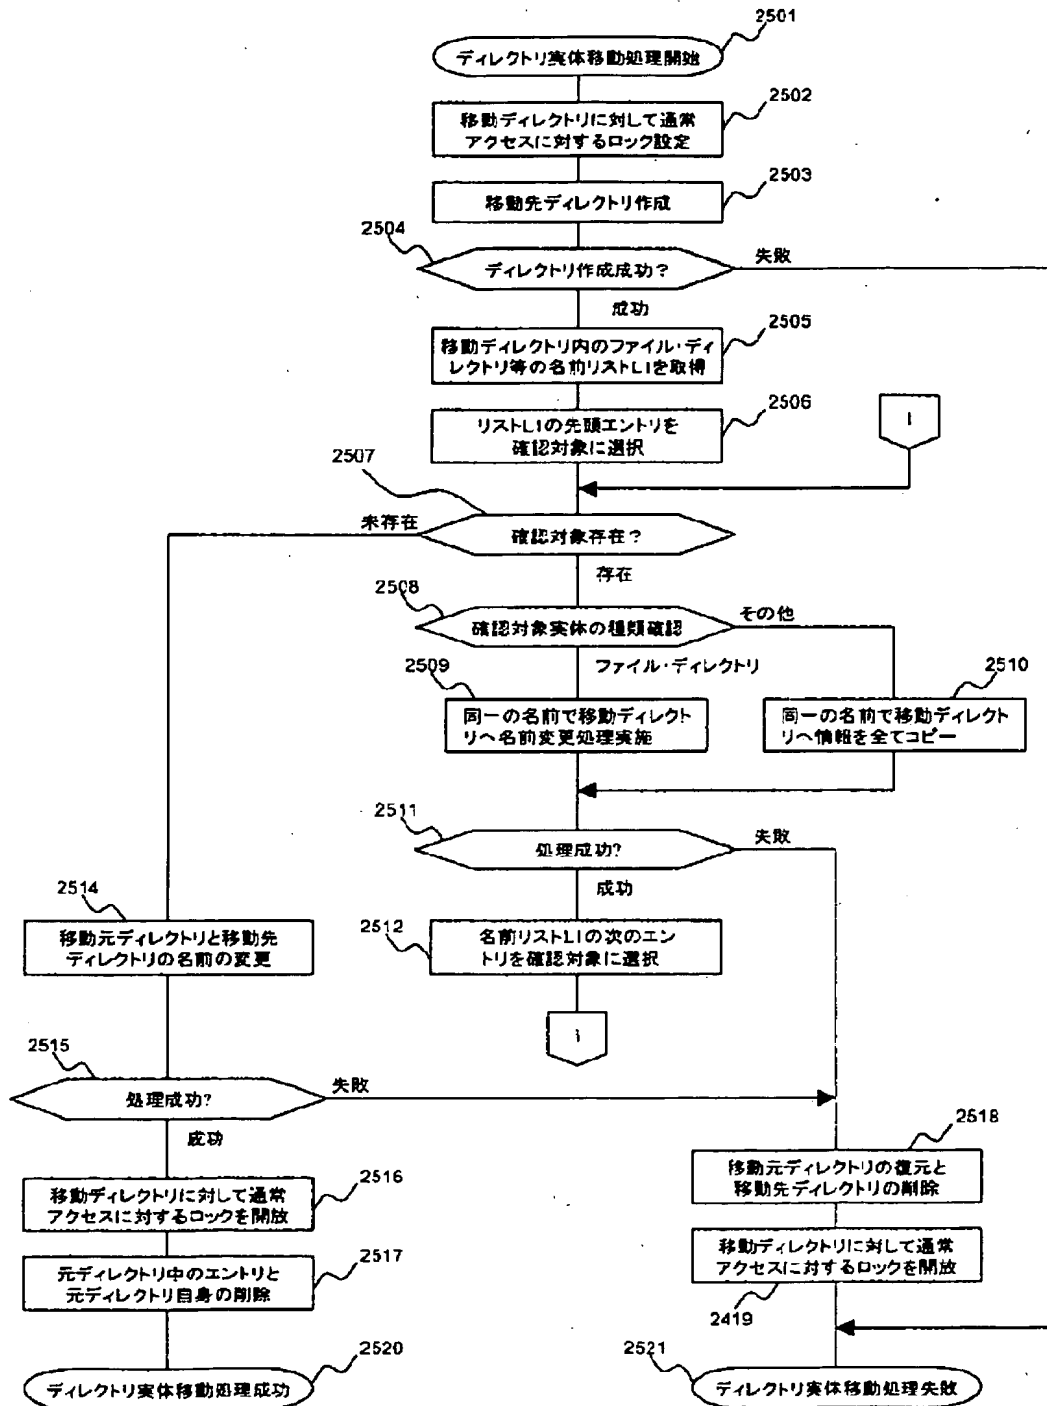 2501
ディレクトリ実体移動処理開始
2502
移動ディレクトリに対して通常
アクセスに対するロック設定
2503
移動先ディレクトリ作成
2504
ディレクトリ作成成功?
失敗
成功
2505
移動ディレクトリ内のファイル・ディ
レクトリ等の名前リストL1を取得
2506
リストL1の先頭エントリを
確認対象に選択
1
2507
未存在
確認対象存在?
存在
2508
確認対象実体の種類確認
その他
ファイル・ディレクトリ
2509
同一の名前で移動ディレクト
リへ名前変更処理実施
2510
同一の名前で移動ディレクト
リへ情報を全てコピー
2511
処理成功?
失敗
成功
2512
名前リストL1の次のエン
トリを確認対象に選択
1
2514
移動元ディレクトリと移動先
ディレクトリの名前の変更
2515
処理成功?
失敗
成功
2516
移動ディレクトリに対して通常
アクセスに対するロックを開放
2517
元ディレクトリ中のエントリと
元ディレクトリ自身の削除
2518
移動元ディレクトリの復元と
移動先ディレクトリの削除
移動ディレクトリに対して通常
アクセスに対するロックを開放
2419
2520
ディレクトリ実体移動処理成功
2521
ディレクトリ実体移動処理失敗